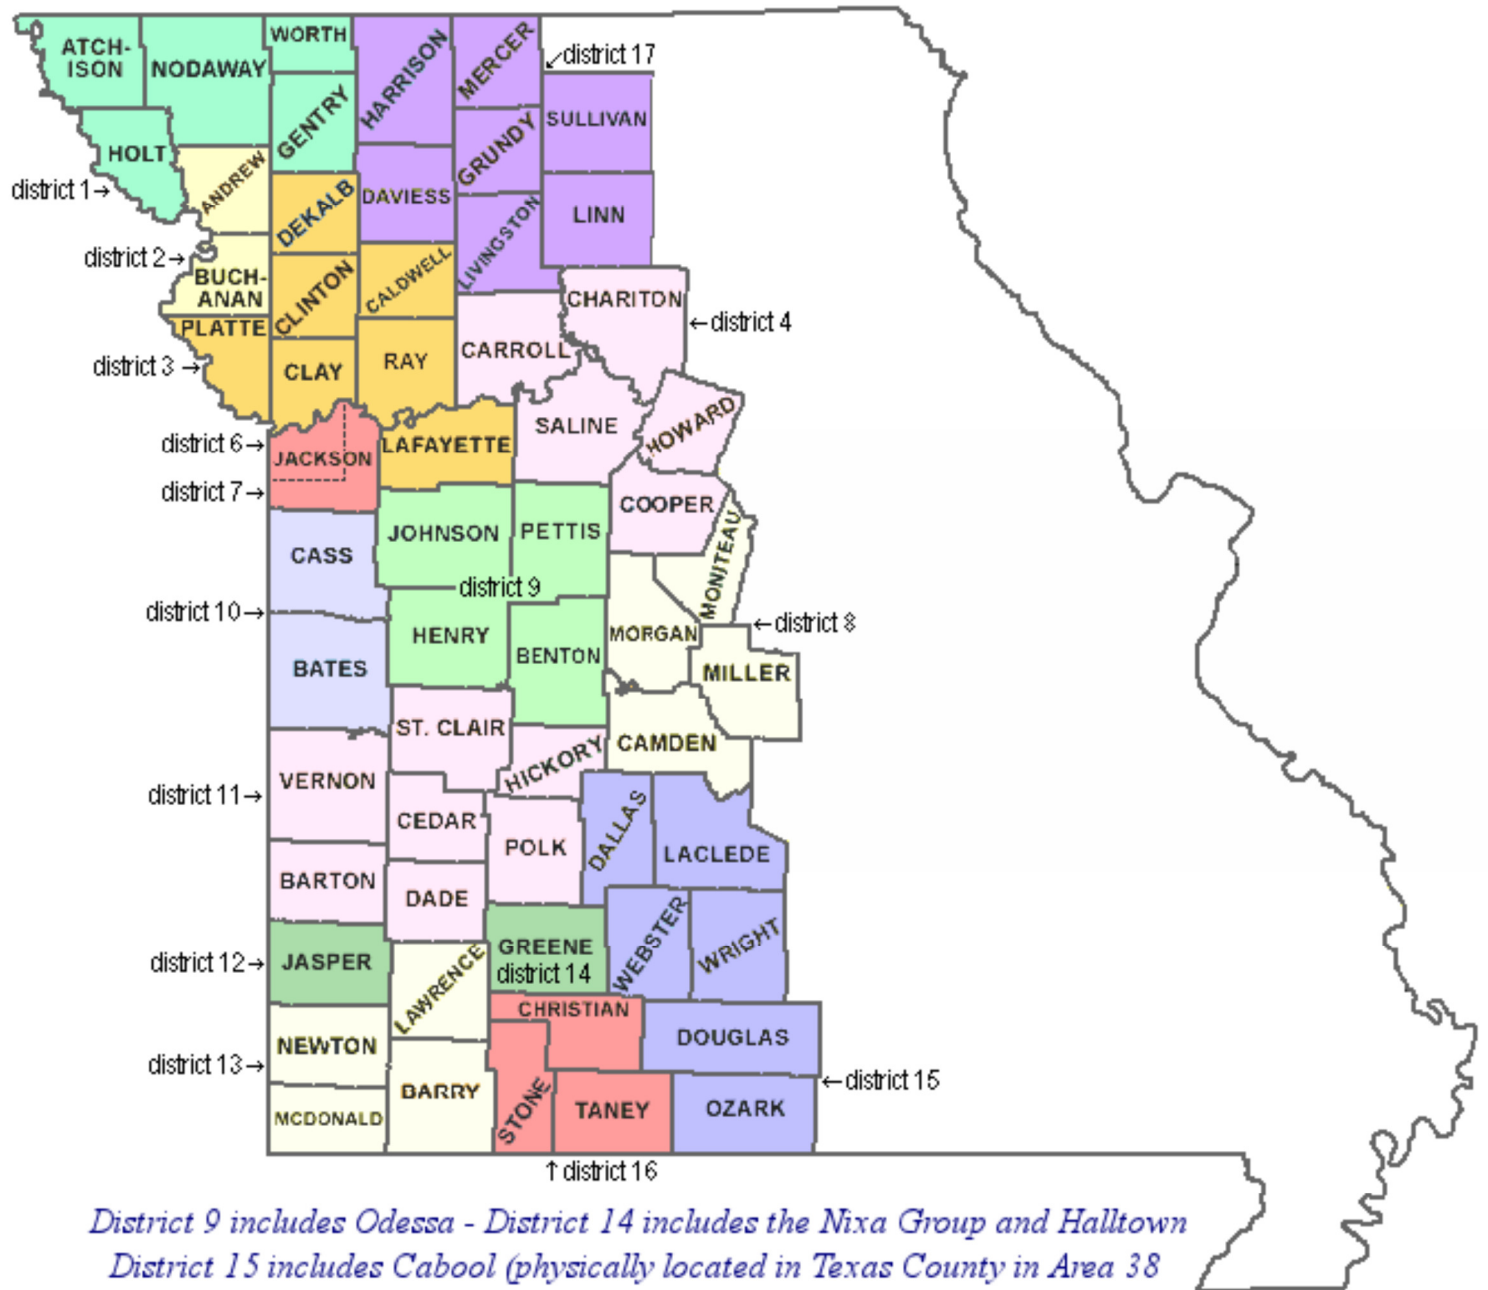 WORTH
ATCH-
ISON
NODAWAY
HARRISON
MERCER
district 17
GENTRY
SULLIVAN
HOLT
GRUNDY
district 1→
ANDREW
DEKALB
DAVIESS
LINN
LIVINGSTON
district 2→
BUCH-
ANAN
CLINTON
CALDWELL
CHARITON
←district 4
PLATTE
district 3 →
CLAY
RAY
CARROLL
SALINE
HOWARD
district 6→
JACKSON
LAFAYETTE
district 7→
COOPER
CASS
JOHNSON
PETTIS
MONITEAU
district 9
district 10→
HENRY
MORGAN
←district 8
BATES
BENTON
MILLER
ST. CLAIR
HICKORY
CAMDEN
VERNON
district 11→
CEDAR
POLK
DALLAS
LACLEDE
BARTON
DADE
district 12→
JASPER
LAWRENCE
GREENE
district 14
WEBSTER
WRIGHT
CHRISTIAN
DOUGLAS
NEWTON
district 13→
BARRY
STONE
TANEY
OZARK
←district 15
MCDONALD
↑district 16
District 9 includes Odessa - District 14 includes the Nixa Group and Halltown
District 15 includes Cabool (physically located in Texas County in Area 38